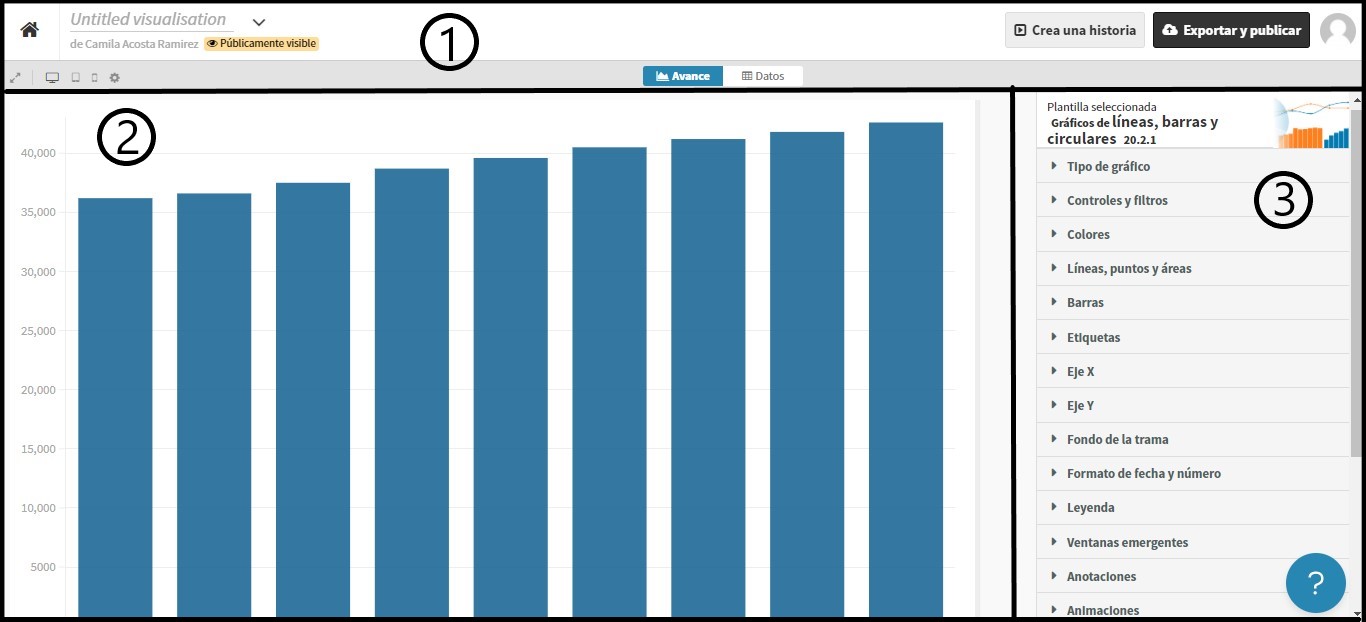 Untitled visualisation
de Camila Acosta Ramirez Públicamente visible
1
Crea una historia
Exportar y publicar
Avance
Datos
2
40,000
35,000
30,000
25,000
20,000
15,000
10,000
5000
Plantilla seleccionada
Gráficos de líneas, barras y
circulares 20.2.1
Tipo de gráfico
3
Controles y filtros
Colores
Líneas, puntos y áreas
Barras
Etiquetas
Eje X
Eje Y
Fondo de la trama
Formato de fecha y número
Leyenda
Ventanas emergentes
Anotaciones
Animaciones
?